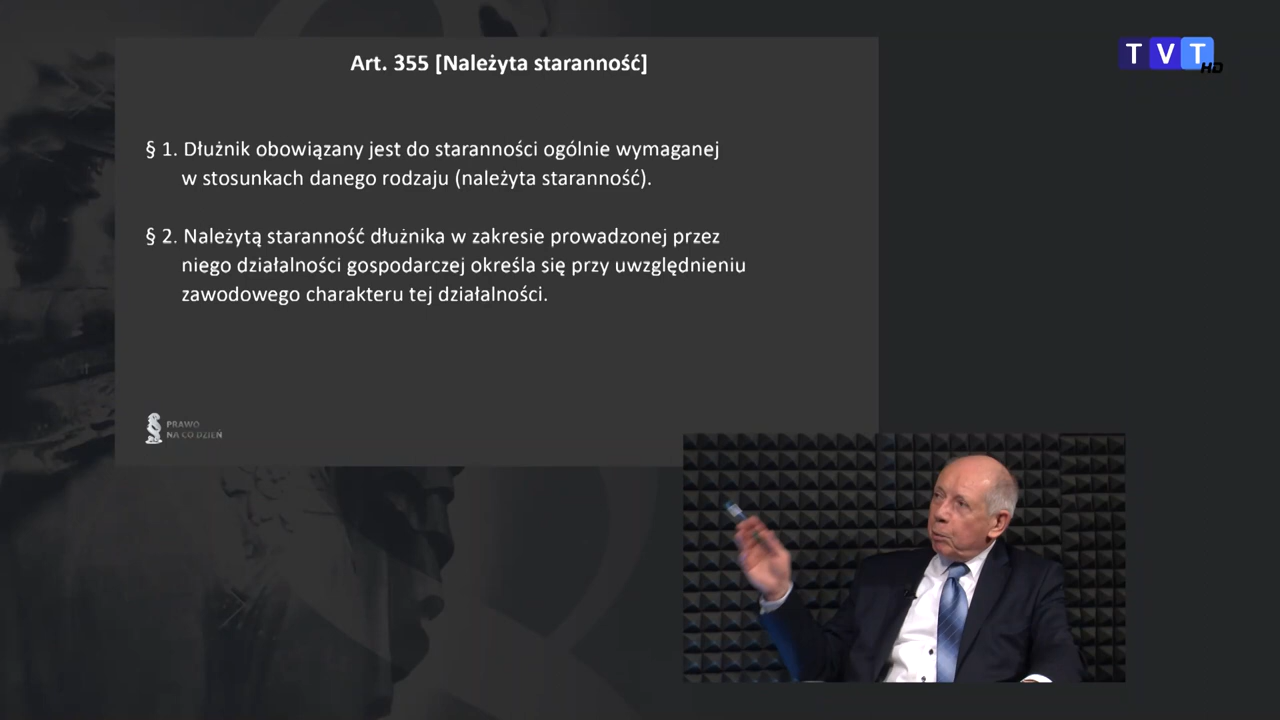 Art. 355 [Należyta staranność]
TVT
HD
§ 1. Dłużnik obowiązany jest do staranności ogólnie wymaganej
w stosunkach danego rodzaju (należyta staranność).
§ 2. Należytą staranność dłużnika w zakresie prowadzonej przez
niego działalności gospodarczej określa się przy uwzględnieniu
zawodowego charakteru tej działalności.
PRAWO
NA CO DZIEŃ